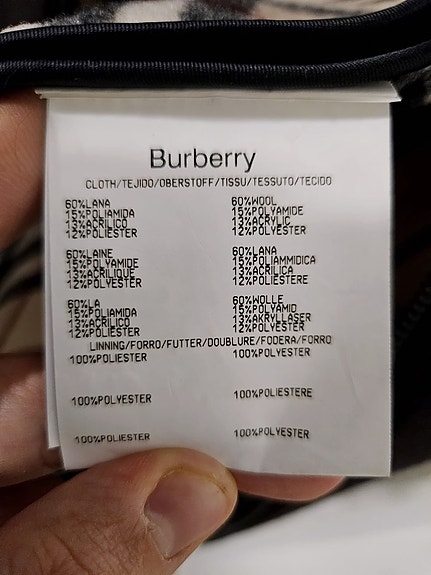 Burberry
CLOTH/TEJIDO/OBERSTOFF/TISSU/TESSUTO/TECIDO
60%LANA
15%POLIAMIDA
13%ACRILICO
12%POLIESTER
60%WOOL
15%POLYAMIDE
13%ACRYLIC
12%POLYESTER
60%LAINE
15%POLYAMIDE
13%ACRILIQUE
12%POLYESTER
60%LANA
15%POLIAMMIDICA
13%ACRILICA
12%POLIESTERE
60%LA
15%POLIAMIDA
13%ACRILICO
12%POLIESTER
60%WOLLE
15%POLYAMID
13%AKRYLLASER
12%POLYESTER
LINNING/FORRO/FUTTER/DOUBLURE/FODERA/FORRO
100%POLIESTER
100%POLYESTER
100%POLYESTER
100%POLIESTERE
100%POLIESTER
100%POLYESTER